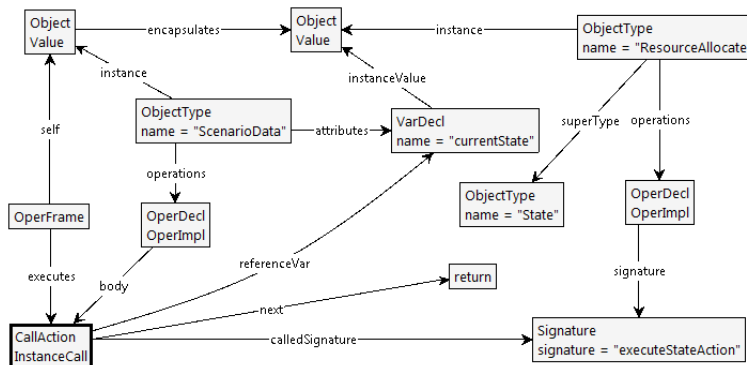 Object
Value
encapsulates
Object
Value
instance
ObjectType
name = "ResourceAllocate
instance
instanceValue
ObjectType
name = "ScenarioData"
attributes
VarDecl
name = "currentState"
self
superType
operations
operations
ObjectType
name = "State"
OperDecl
OperImpl
OperFrame
OperDecl
OperImpl
referenceVar
signature
executes
body
next
return
CallAction
InstanceCall
calledSignature
Signature
signature = "executeStateAction"